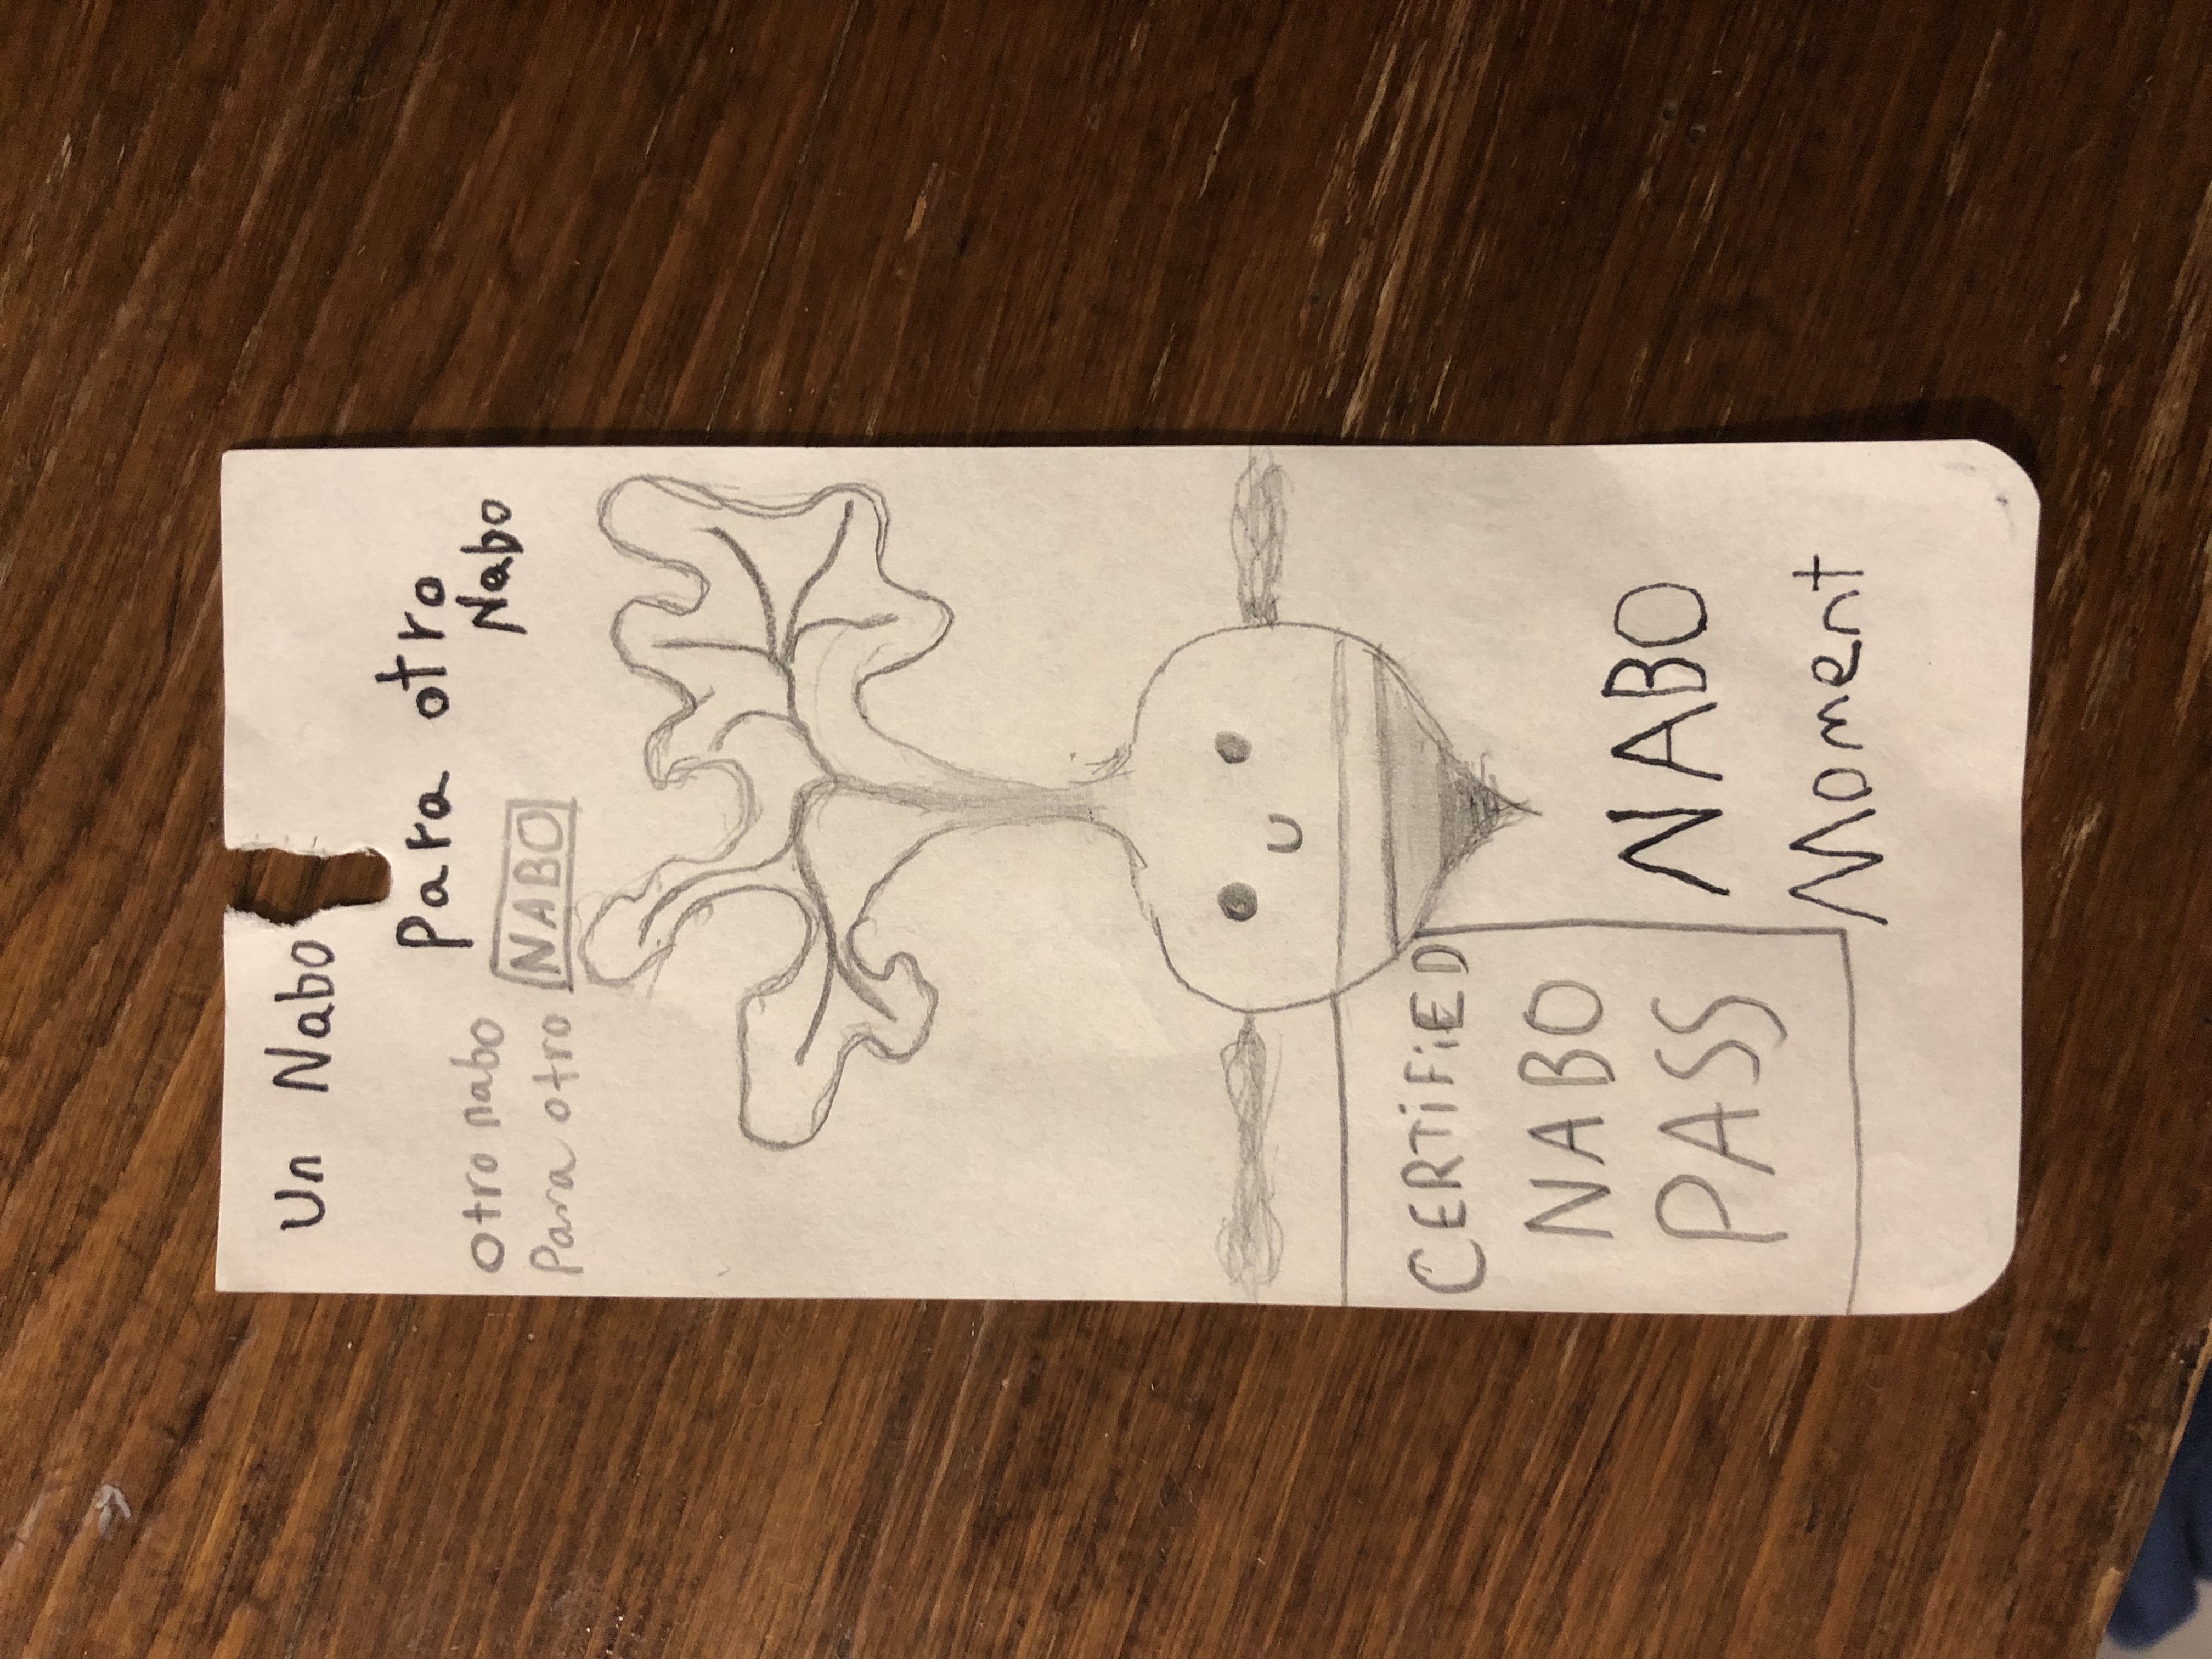 Un Nabo
Para otro
Nabo
otro nabo
Para otro NABO
CERTiFiED
NABO
PASS
NABO
Moment